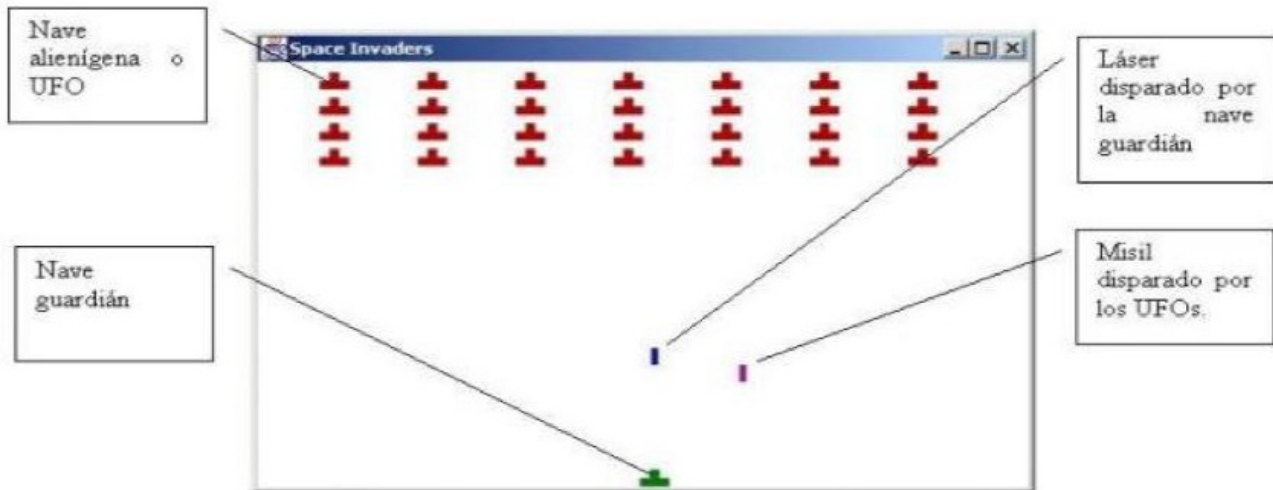 Nave
alienígena o
UFO
Space Invaders
Láser
disparado por
la nave
guardián
Nave
guardián
Misil
disparado por
los UFOs.